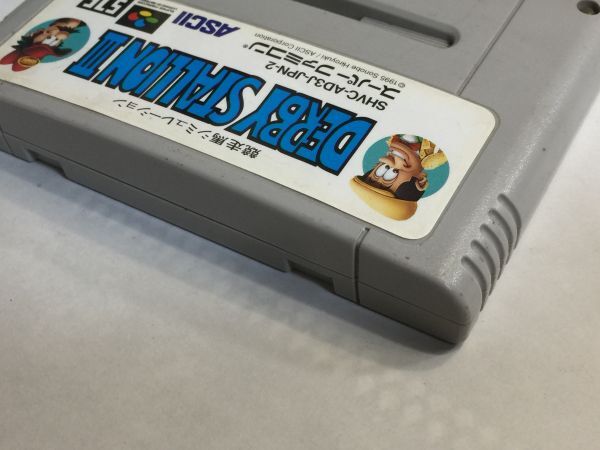 競走馬シミュレーション
DERBY STALLION III
SHVC-AD3J-JPN-2
スーパーファミコン®
© 1995 Sonobe Hiroyuki / ASCII Corporation
ASCII